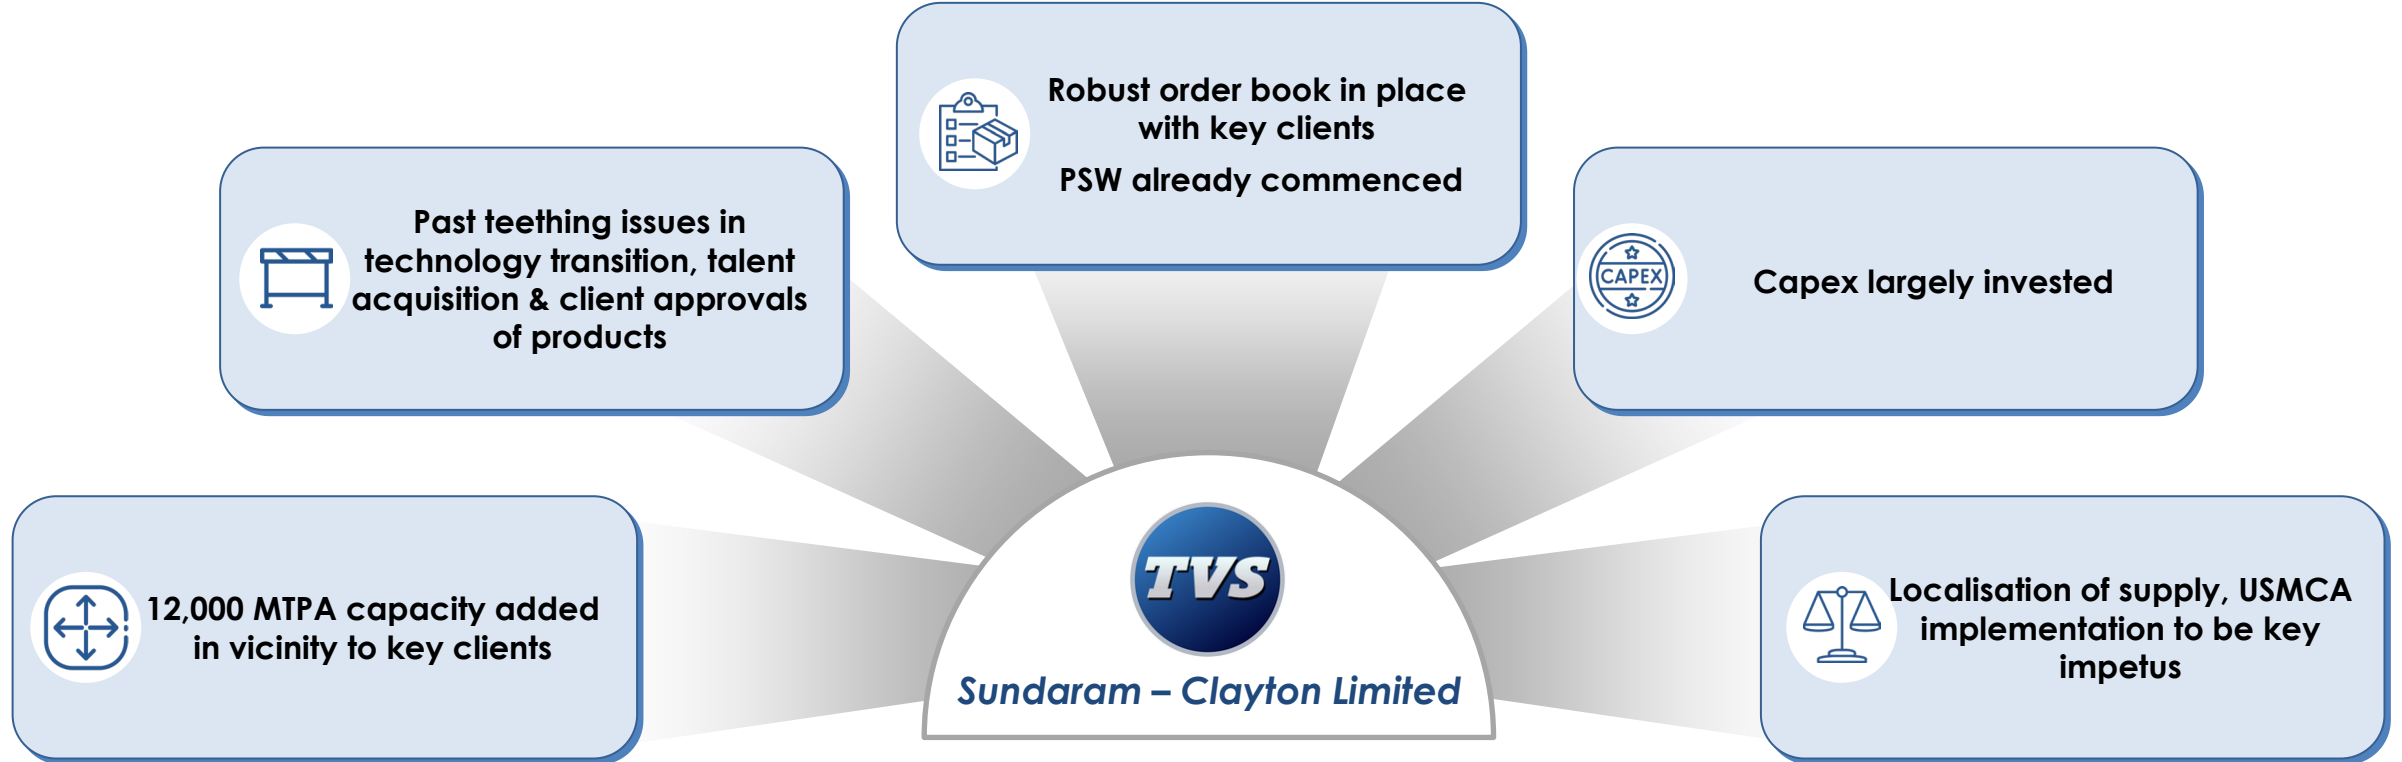 Robust order book in place
with key clients
PSW already commenced
Past teething issues in
technology transition, talent
acquisition & client approvals
of products
CAPEX
Capex largely invested
12,000 MTPA capacity added
in vicinity to key clients
Localisation of supply, USMCA
implementation to be key
impetus
TVS
Sundaram – Clayton Limited